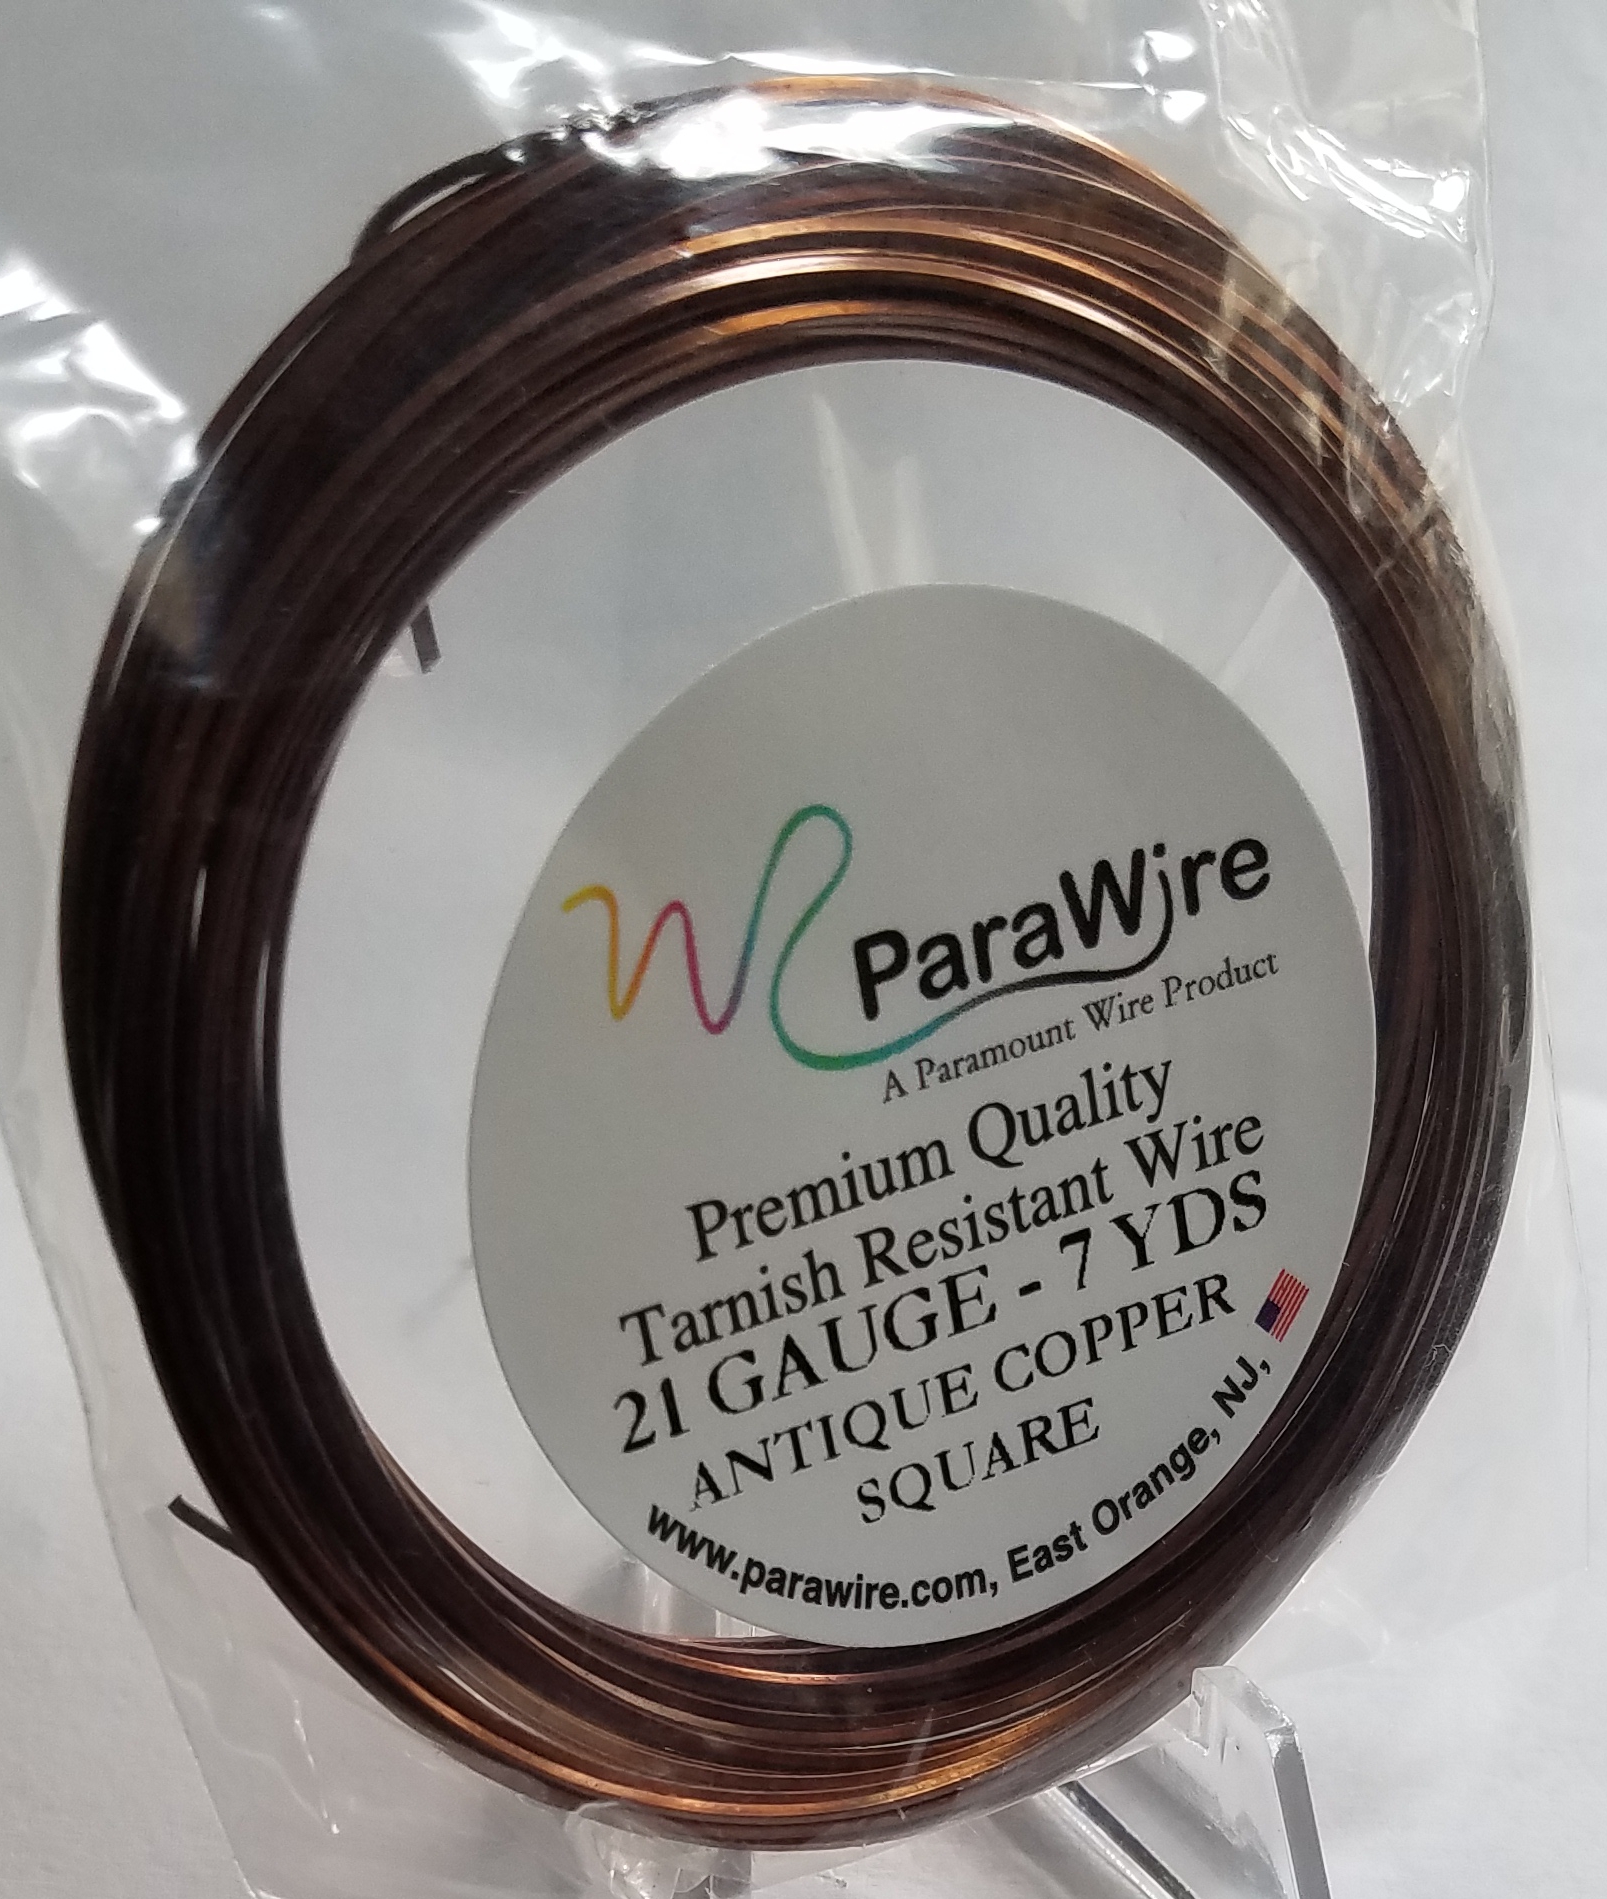 ParaWire
A Paramount Wire Product
Premium Quality
Tarnish Resistant Wire
21 GAUGE - 7 YDS
ANTIQUE COPPER
SQUARE
www.parawire.com, East Orange, NJ,